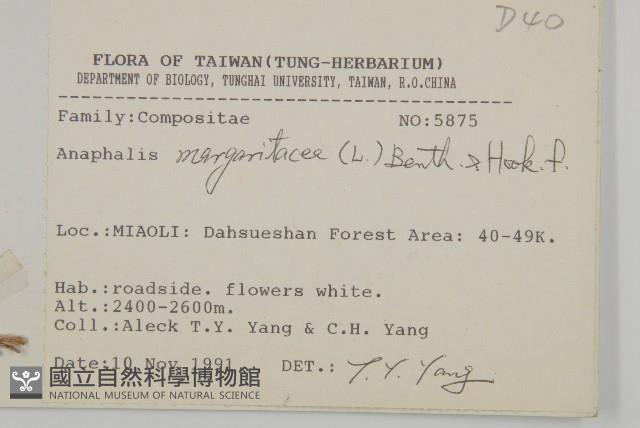 D40
FLORA OF TAIWAN(TUNG-HERBARIUM)
DEPARTMENT OF BIOLOGY, TUNGHAI UNIVERSITY, TAIWAN, R.O.CHINA
Family:Compositae NO:5875
Anaphalis margaritacea (L.) Benth. & Hook. f.
Loc.:MIAOLI: Dahsueshan Forest Area: 40-49K.
Hab.:roadside. flowers white.
Alt.:2400-2600m.
Coll.:Aleck T.Y. Yang & C.H. Yang
Date:10 Nov 1991 DET.: T. Y. Yang
國立自然科學博物館
NATIONAL MUSEUM OF NATURAL SCIENCE